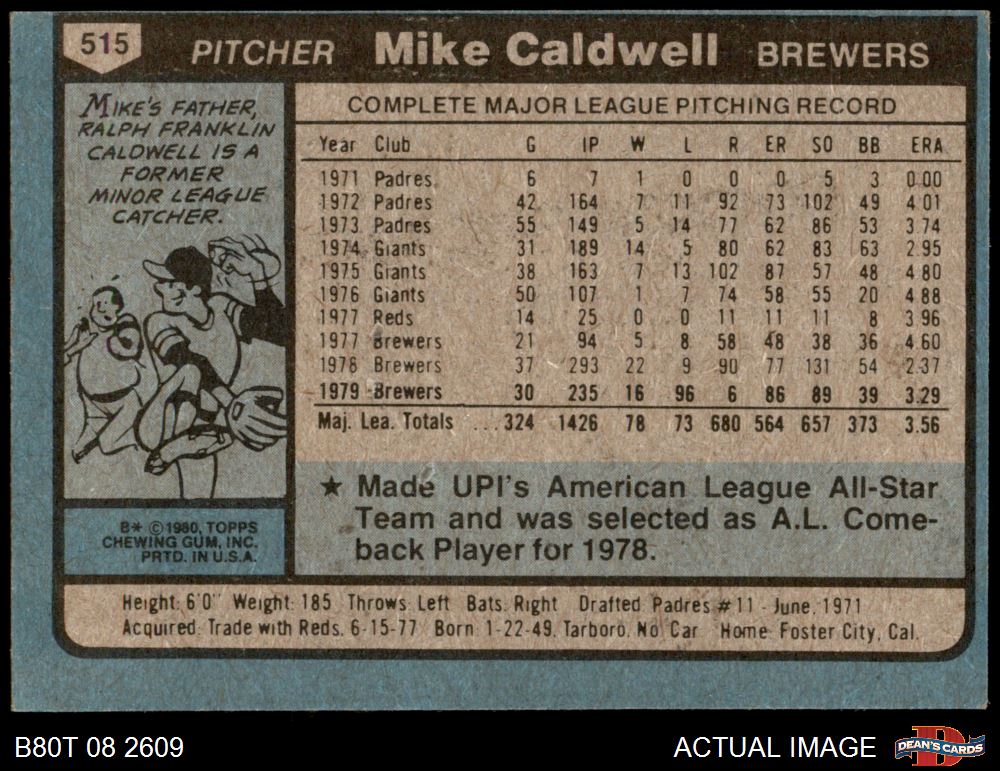 515 PITCHER Mike Caldwell BREWERS
MIKE'S FATHER,
RALPH FRANKLIN
CALDWELL IS A
FORMER
MINOR LEAGUE
CATCHER.
COMPLETE MAJOR LEAGUE PITCHING RECORD
Year Club G IP W L R ER SO BB ERA
1971 Padres 6 7 1 0 0 0 5 3 0.00
1972 Padres 42 164 7 11 92 73 102 49 4.01
1973 Padres 55 149 5 14 77 62 86 53 3.74
1974 Giants 31 189 14 5 80 62 83 63 2.95
1975 Giants 38 163 7 13 102 87 57 48 4.80
1976 Giants 50 107 1 7 74 58 55 20 4.88
1977 Reds 14 25 0 0 11 11 11 8 3.96
1977 Brewers 21 94 5 8 58 48 38 36 4.60
1978 Brewers 37 293 22 9 90 77 131 54 2.37
1979 Brewers 30 235 16 96 6 86 89 39 3.29
Maj. Lea. Totals ...324 1426 78 73 680 564 657 373 3.56
★ Made UPI's American League All-Star
Team and was selected as A.L. Come-
back Player for 1978.
B* © 1980, TOPPS
CHEWING GUM, INC.
PRTD. IN U.S.A.
Height: 6'0" Weight: 185 Throws: Left Bats: Right Drafted: Padres #11 - June, 1971
Acquired: Trade with Reds, 6-15-77 Born: 1-22-49, Tarboro, No. Car. Home: Foster City, Cal.
B80T 08 2609 ACTUAL IMAGE D DEAN'S CARDS